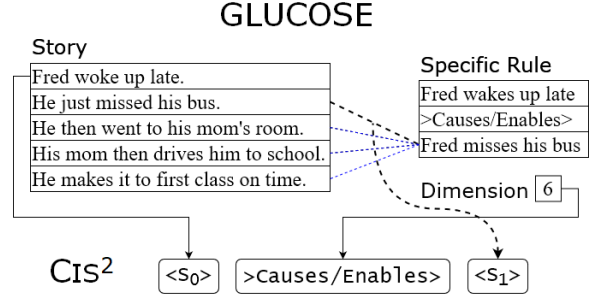 GLUCOSE
Story
Fred woke up late.
He just missed his bus.
He then went to his mom's room.
His mom then drives him to school.
He makes it to first class on time.
Specific Rule
Fred wakes up late
>Causes/Enables>
Fred misses his bus
Dimension 6
CIS²
<s₀> >Causes/Enables> <s₁>